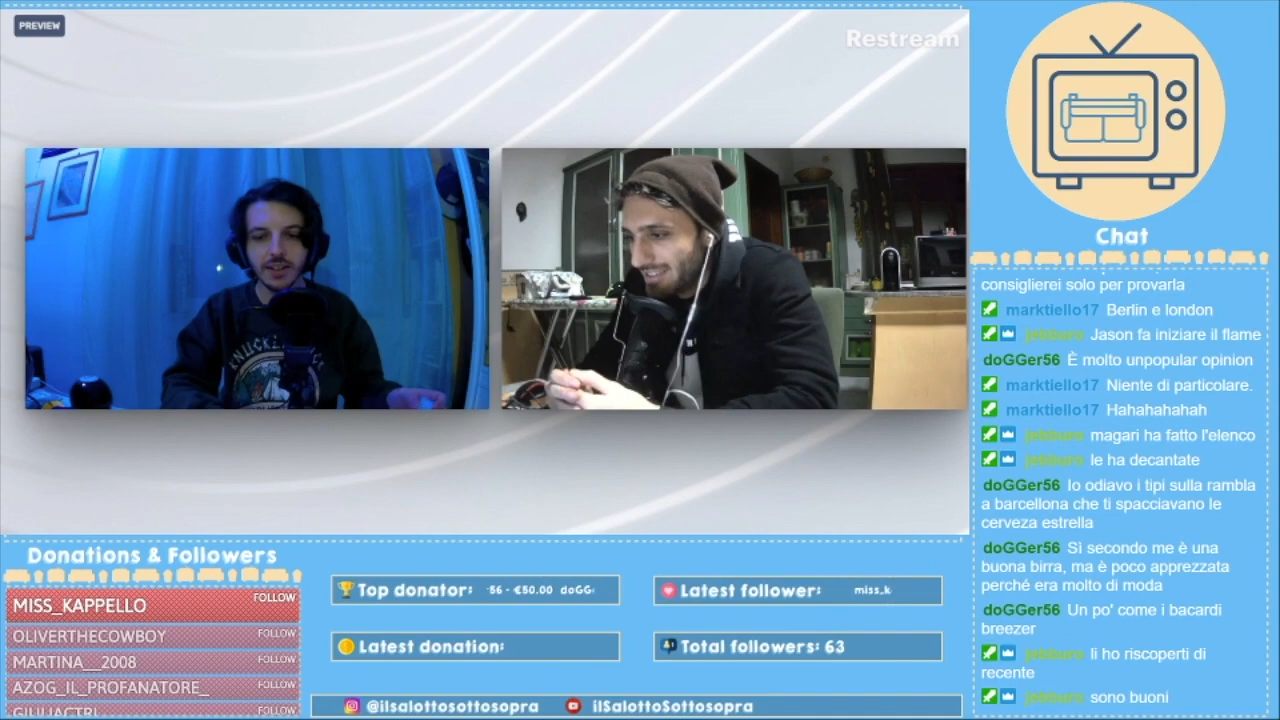 PREVIEW
Restream
KNUCKLE
Chat
consiglierei solo per provarla
marktiello17 Berlin e london
jebburo Jason fa iniziare il flame
doGGer56 È molto unpopular opinion
marktiello17 Niente di particolare.
marktiello17 Hahahahahah
magari ha fatto l'elenco
le ha decantate
doGGer56 Io odiavo i tipi sulla rambla
a barcellona che ti spacciavano le
cerveza estrella
doGGer56 Sì secondo me è una
buona birra, ma è poco apprezzata
perché era molto di moda
doGGer56 Un po' come i bacardi
breezer
li ho riscoperti di
recente
sono buoni
Donations & Followers
MISS_KAPPELLO FOLLOW
OLIVERTHECOWBOY FOLLOW
MARTINA__2008 FOLLOW
AZOG_IL_PROFANATORE_ FOLLOW
FOLLOW
Top donator: 56 - €50.00 doGG
Latest follower: miss_k
Latest donation:
Total followers: 63
@ilsalottosottosopra
ilSalottoSottosopra